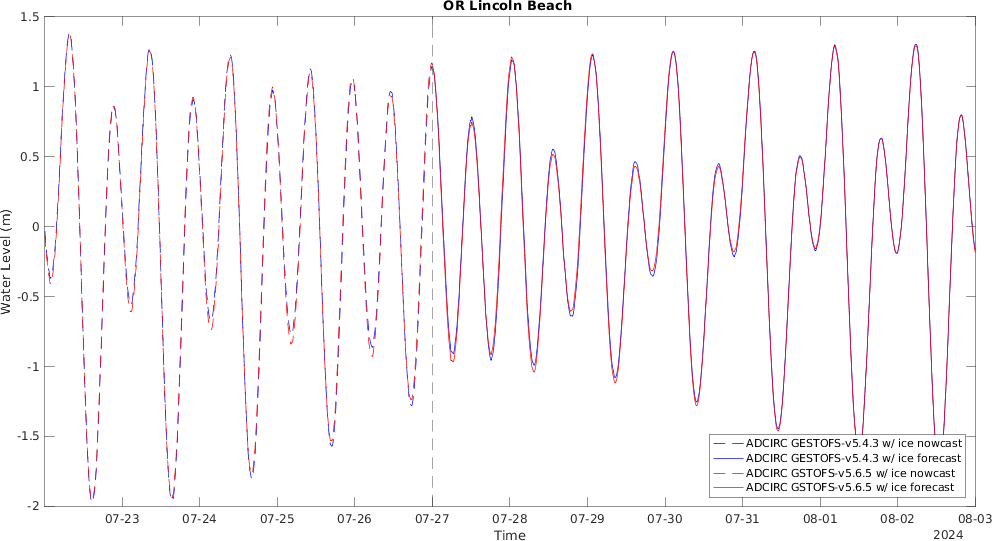 OR Lincoln Beach
1.5
1
0.5
0
-0.5
-1
-1.5
-2
Water Level (m)
ADCIRC GESTOFS-v5.4.3 w/ ice nowcast
ADCIRC GESTOFS-v5.4.3 w/ ice forecast
ADCIRC GSTOFS-v5.6.5 w/ ice nowcast
ADCIRC GSTOFS-v5.6.5 w/ ice forecast
07-23 07-24 07-25 07-26 07-27 07-28 07-29 07-30 07-31 08-01 08-02 08-03
Time
2024